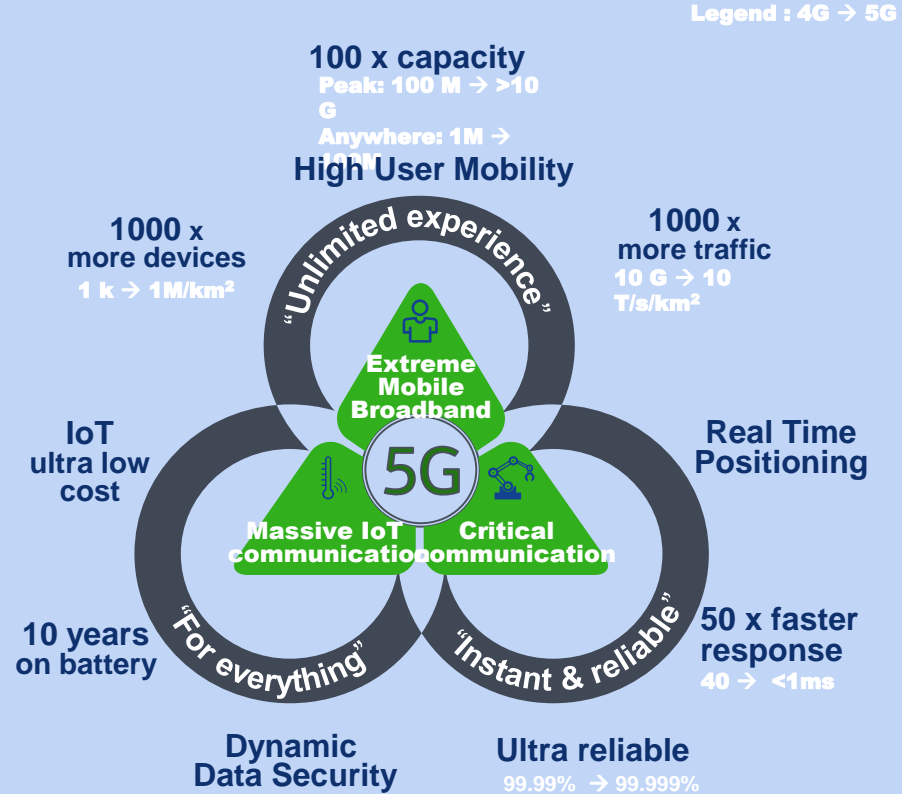 Legend : 4G → 5G
100 x capacity
Peak: 100 M → >10
G
Anywhere: 1M →
100M
High User Mobility
1000 x
more devices
1 k → 1M/km²
1000 x
more traffic
10 G → 10
T/s/km²
“Unlimited experience”
Extreme
Mobile
Broadband
5G
IoT
ultra low
cost
Real Time
Positioning
Massive IoT
communication
Critical
communication
10 years
on battery
“For everything”
“Instant & reliable”
50 x faster
response
40 → <1ms
Dynamic
Data Security
Ultra reliable
99.99% → 99.999%